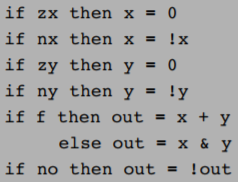 if zx then x = 0
if nx then x = !x
if zy then y = 0
if ny then y = !y
if f then out = x + y
else out = x & y
if no then out = !out